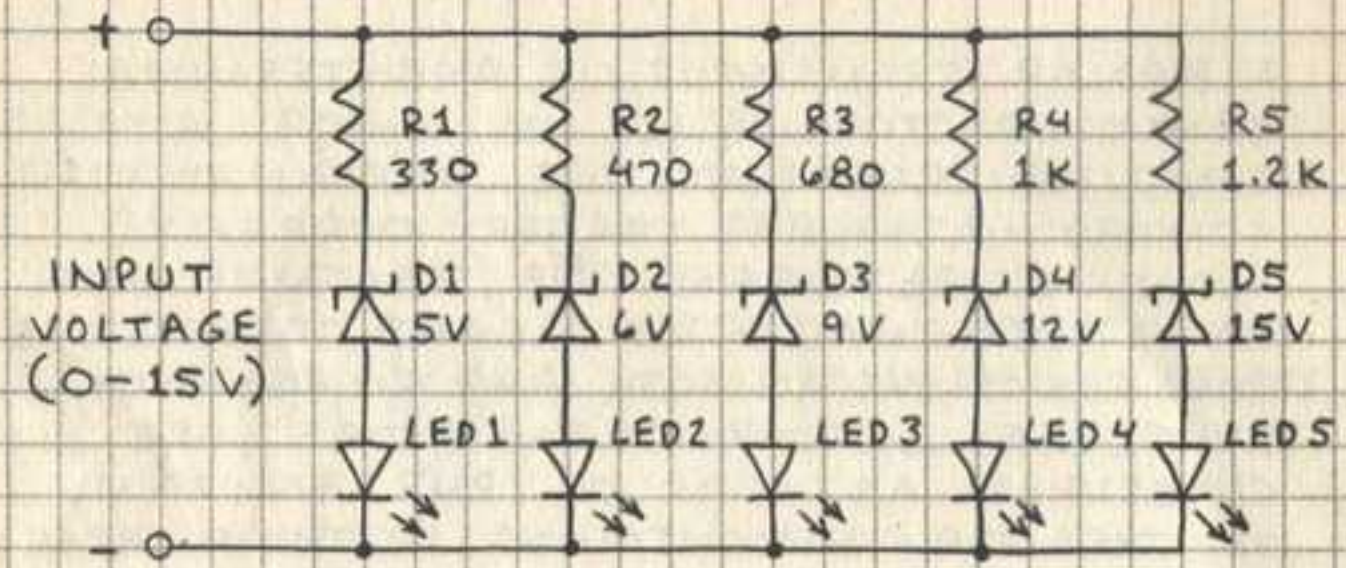 +
R1
330
R2
470
R3
680
R4
1K
R5
1.2K
INPUT
VOLTAGE
(0-15V)
D1
5V
D2
6V
D3
9V
D4
12V
D5
15V
LED1
LED2
LED3
LED4
LED5
-